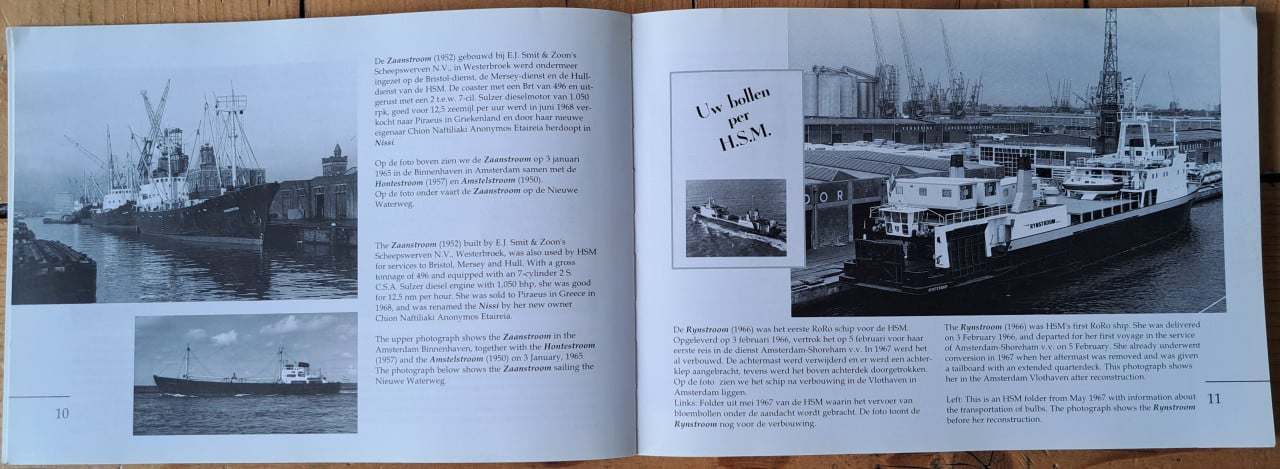 De Zaanstroom (1952) gebouwd bij E.J. Smit & Zoon's
Scheepswerven N.V., in Westerbroek werd ondermeer
ingezet op de Bristol-dienst, de Mersey-dienst en de Hull-
dienst van de HSM. De coaster met een Brt van 496 en uit-
gerust met een 2 t.e.w. 7-cil. Sulzer dieselmotor van 1.050
rpk, goed voor 12,5 zeemijl per uur werd in juni 1968 ver-
kocht naar Piraeus in Griekenland en door haar nieuwe
eigenaar Chion Naftiliaki Anonymos Etaireia herdoopt in
Nissi.
Op de foto boven zien we de Zaanstroom op 3 januari
1965 in de Binnenhaven in Amsterdam samen met de
Hontestroom (1957) en Amstelstroom (1950).
Op de foto onder vaart de Zaanstroom op de Nieuwe
Waterweg.
The Zaanstroom (1952) built by E.J. Smit & Zoon's
Scheepswerven N.V., Westerbroek, was also used by HSM
for services to Bristol, Mersey and Hull. With a gross
tonnage of 496 and equipped with an 7-cylinder 2 S.
C.S.A. Sulzer diesel engine with 1,050 bhp, she was good
for 12.5 nm per hour. She was sold to Piraeus in Greece in
1968, and was renamed the Nissi by her new owner
Chion Naftiliaki Anonymos Etaireia.
The upper photograph shows the Zaanstroom in the
Amsterdam Binnenhaven, together with the Hontestroom
(1957) and the Amstelstroom (1950) on 3 January, 1965.
The photograph below shows the Zaanstroom sailing the
Nieuwe Waterweg.
10
Uw bollen
per
H.S.M.
DOOR
RYNSTROOM
AMSTERDAM
De Rynstroom (1966) was het eerste RoRo schip voor de HSM.
Opgeleverd op 3 februari 1966, vertrok het op 5 februari voor haar
eerste reis in de dienst Amsterdam-Shoreham v.v. In 1967 werd het
al verbouwd. De achtermast werd verwijderd en er werd een achter-
klep aangebracht, tevens werd het boven achterdek doorgetrokken.
Op de foto zien we het schip na verbouwing in de Vlothaven in
Amsterdam liggen.
Links: Folder uit mei 1967 van de HSM waarin het vervoer van
bloembollen onder de aandacht wordt gebracht. De foto toont de
Rynstroom nog voor de verbouwing.
The Rynstroom (1966) was HSM's first RoRo ship. She was delivered
on 3 February 1966, and departed for her first voyage in the service
of Amsterdam-Shoreham v.v. on 5 February. She already underwent
conversion in 1967 when her aftermast was removed and was given
a tailboard with an extended quarterdeck. This photograph shows
her in the Amsterdam Vlothaven after reconstruction.
Left: This is an HSM folder from May 1967 with information about
the transportation of bulbs. The photograph shows the Rynstroom
before her reconstruction.
11